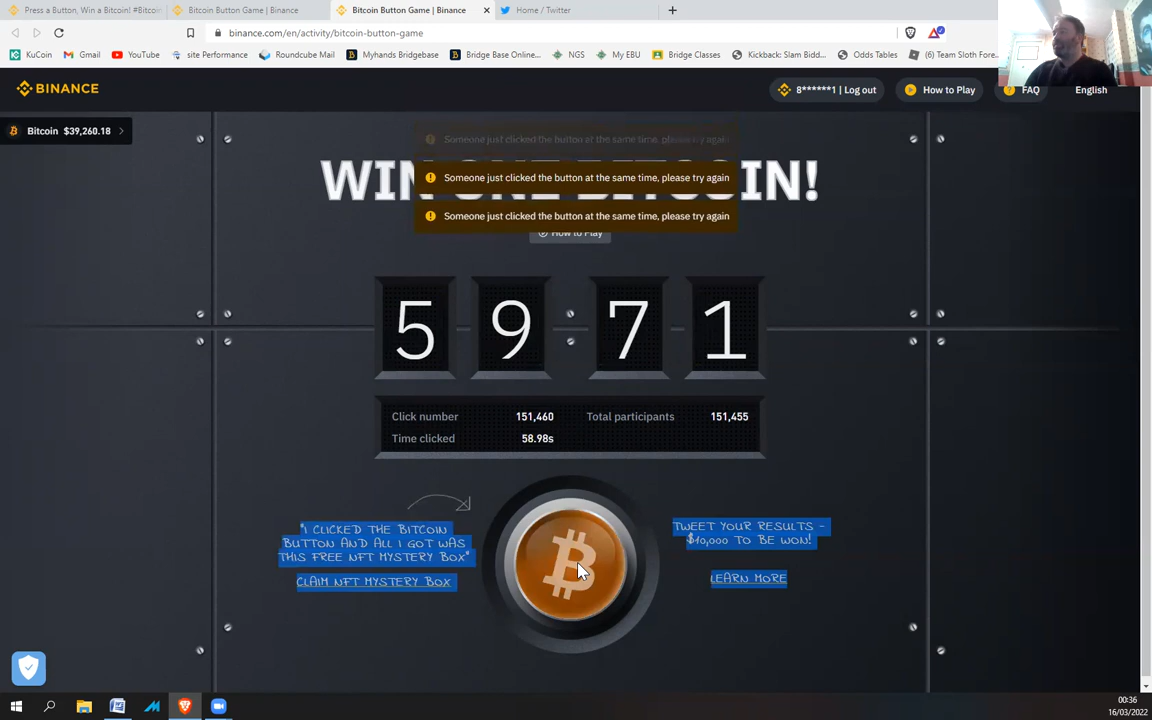 Press a Button, Win a Bitcoin! #Bitcoin
Bitcoin Button Game | Binance
Bitcoin Button Game | Binance
Home / Twitter
binance.com/en/activity/bitcoin-button-game
KuCoin
Gmail
YouTube
site Performance
Roundcube Mail
Myhands Bridgebase
Bridge Base Online...
NGS
My EBU
Bridge Classes
Kickback: Slam Bidd...
Odds Tables
(6) Team Sloth Fore...
BINANCE
8******1 | Log out
How to Play
FAQ
English
Bitcoin $39,260.18
Someone just clicked the button at the same time, please try again
WIN ONE BITCOIN!
Someone just clicked the button at the same time, please try again
Someone just clicked the button at the same time, please try again
How to Play
5 9 7 1
Click number 151,460 Total participants 151,455
Time clicked 58.98s
"I CLICKED THE BITCOIN
BUTTON AND ALL I GOT WAS
THIS FREE NFT MYSTERY BOX"
CLAIM NFT MYSTERY BOX
TWEET YOUR RESULTS -
$10,000 TO BE WON!
LEARN MORE
00:36
16/03/2022